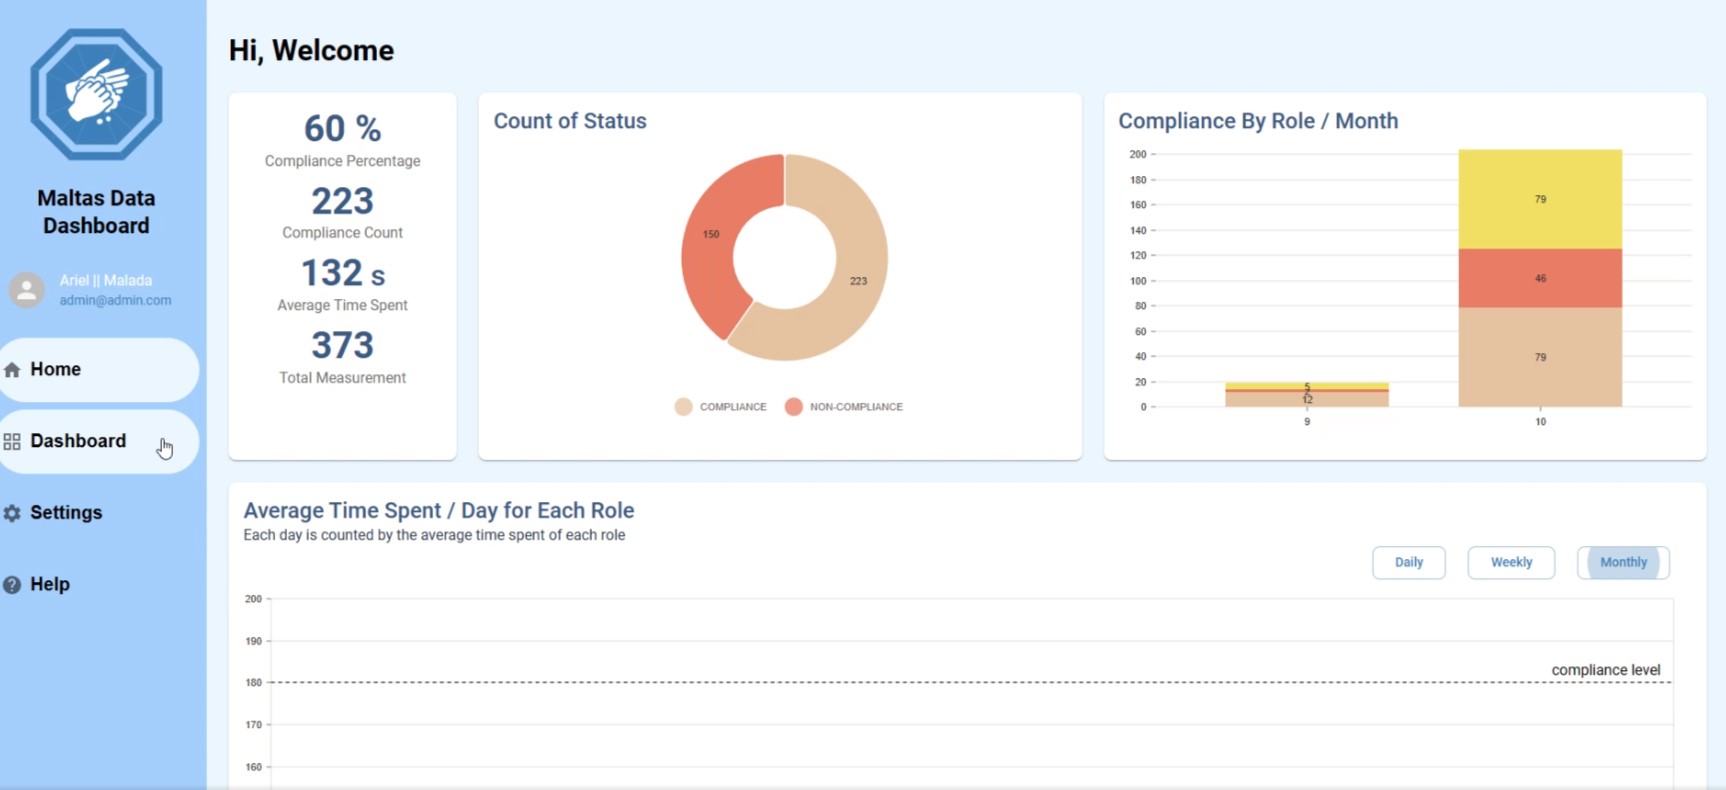 Hi, Welcome
Maltas Data
Dashboard
Ariel || Malada
admin@admin.com
Home
Dashboard
Settings
Help
60 %
Compliance Percentage
223
Compliance Count
132 s
Average Time Spent
373
Total Measurement
Count of Status
150
223
COMPLIANCE
NON-COMPLIANCE
Compliance By Role / Month
200
180
160
140
120
100
80
60
40
20
0
5
12
79
46
79
9
10
Average Time Spent / Day for Each Role
Each day is counted by the average time spent of each role
Daily
Weekly
Monthly
200
190
180
170
160
compliance level